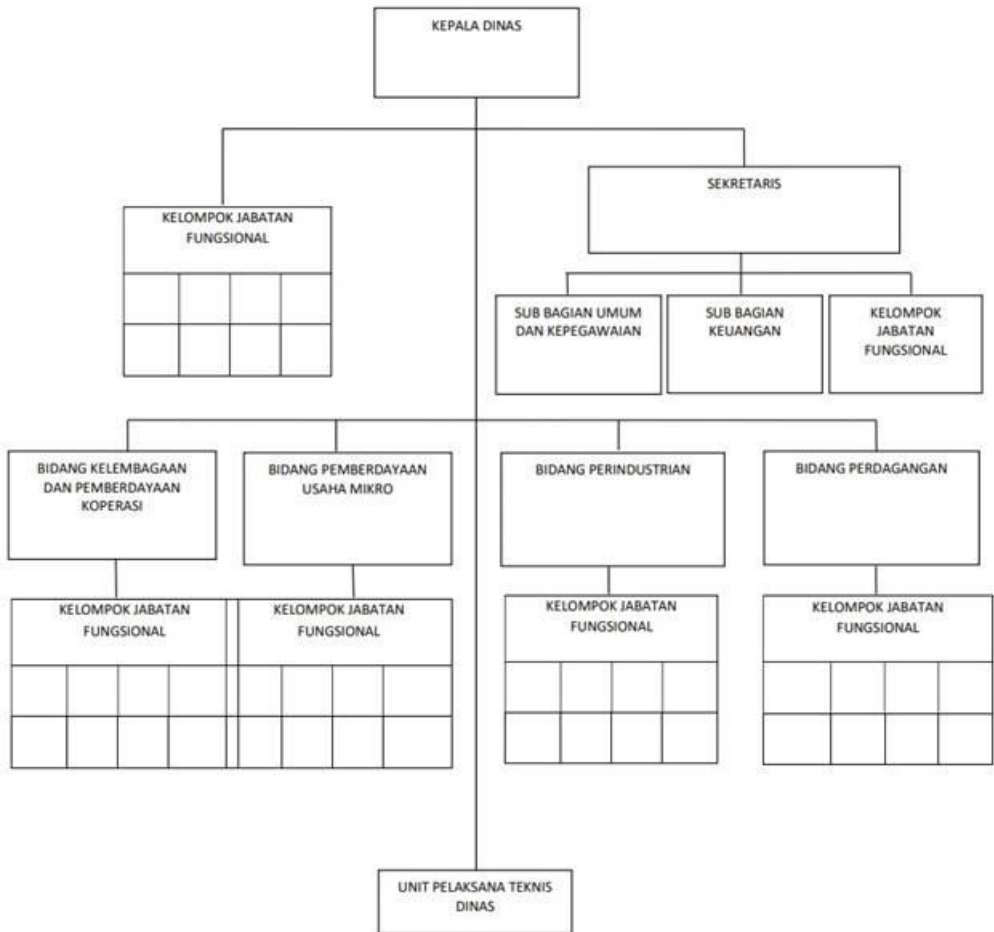 KEPALA DINAS
SEKRETARIS
KELOMPOK JABATAN
FUNGSIONAL
SUB BAGIAN UMUM
DAN KEPEGAWAIAN
SUB BAGIAN
KEUANGAN
KELOMPOK
JABATAN
FUNGSIONAL
BIDANG KELEMBAGAAN
DAN PEMBERDAYAAN
KOPERASI
BIDANG PEMBERDAYAAN
USAHA MIKRO
BIDANG PERINDUSTRIAN
BIDANG PERDAGANGAN
KELOMPOK JABATAN
FUNGSIONAL
KELOMPOK JABATAN
FUNGSIONAL
KELOMPOK JABATAN
FUNGSIONAL
KELOMPOK JABATAN
FUNGSIONAL
UNIT PELAKSANA TEKNIS
DINAS